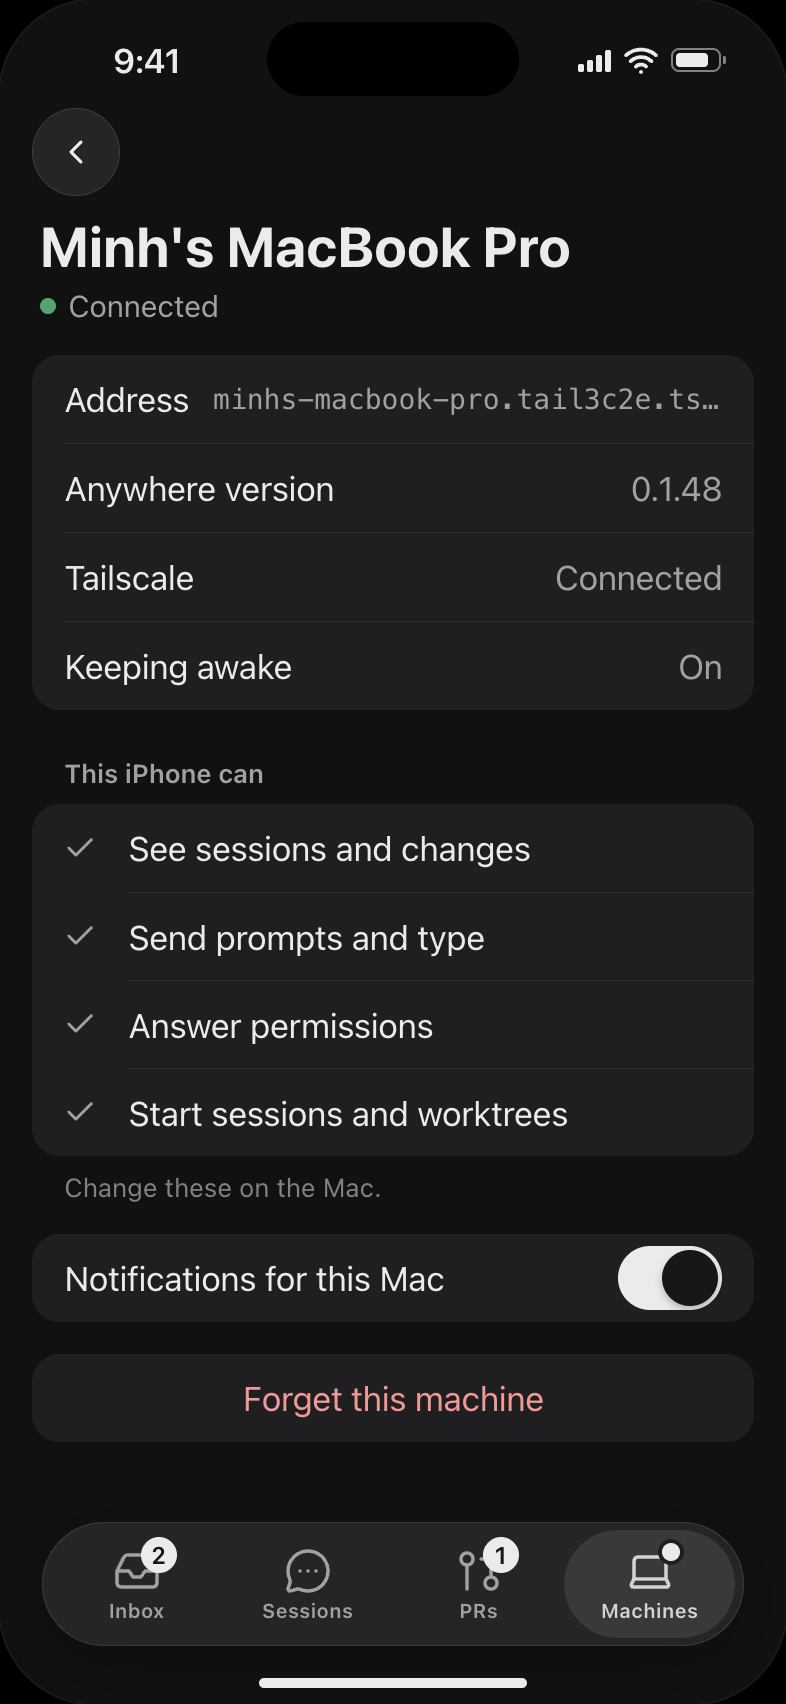 9:41
Minh's MacBook Pro
Connected
Address minhs-macbook-pro.tail3c2e.ts…
Anywhere version 0.1.48
Tailscale Connected
Keeping awake On
This iPhone can
See sessions and changes
Send prompts and type
Answer permissions
Start sessions and worktrees
Change these on the Mac.
Notifications for this Mac
Forget this machine
2 1
Inbox Sessions PRs Machines